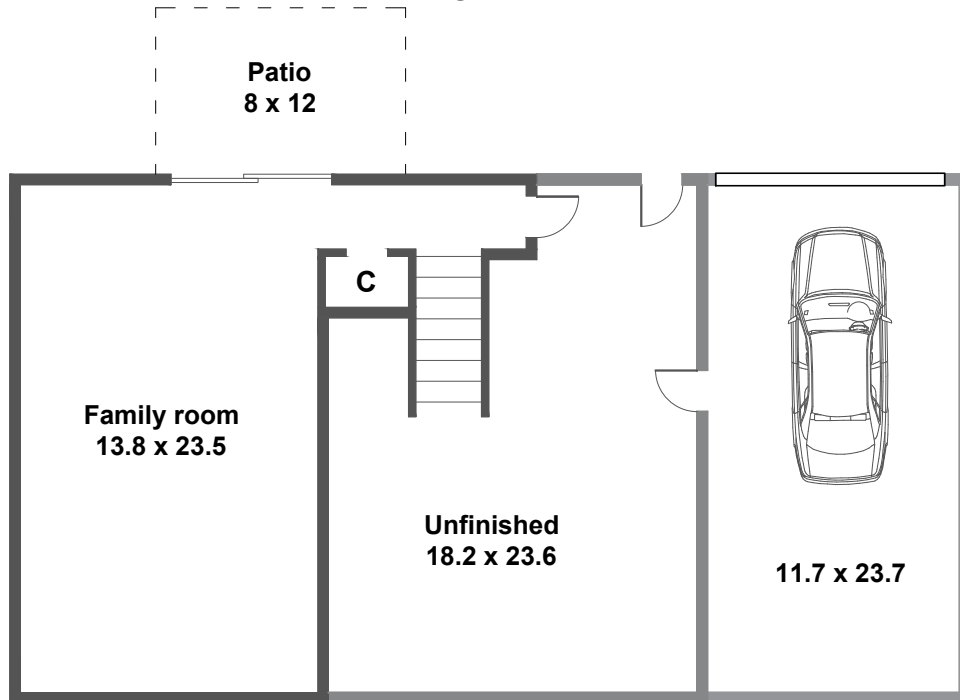 Patio
8 x 12
C
Family room
13.8 x 23.5
Unfinished
18.2 x 23.6
11.7 x 23.7